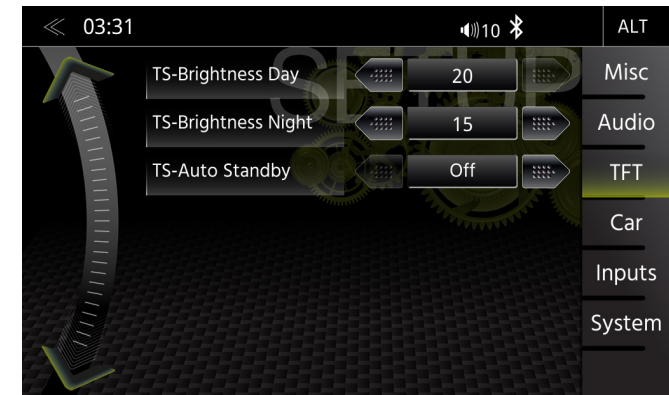 03:31
10
ALT
SETUP
TS-Brightness Day
20
TS-Brightness Night
15
TS-Auto Standby
Off
Misc
Audio
TFT
Car
Inputs
System